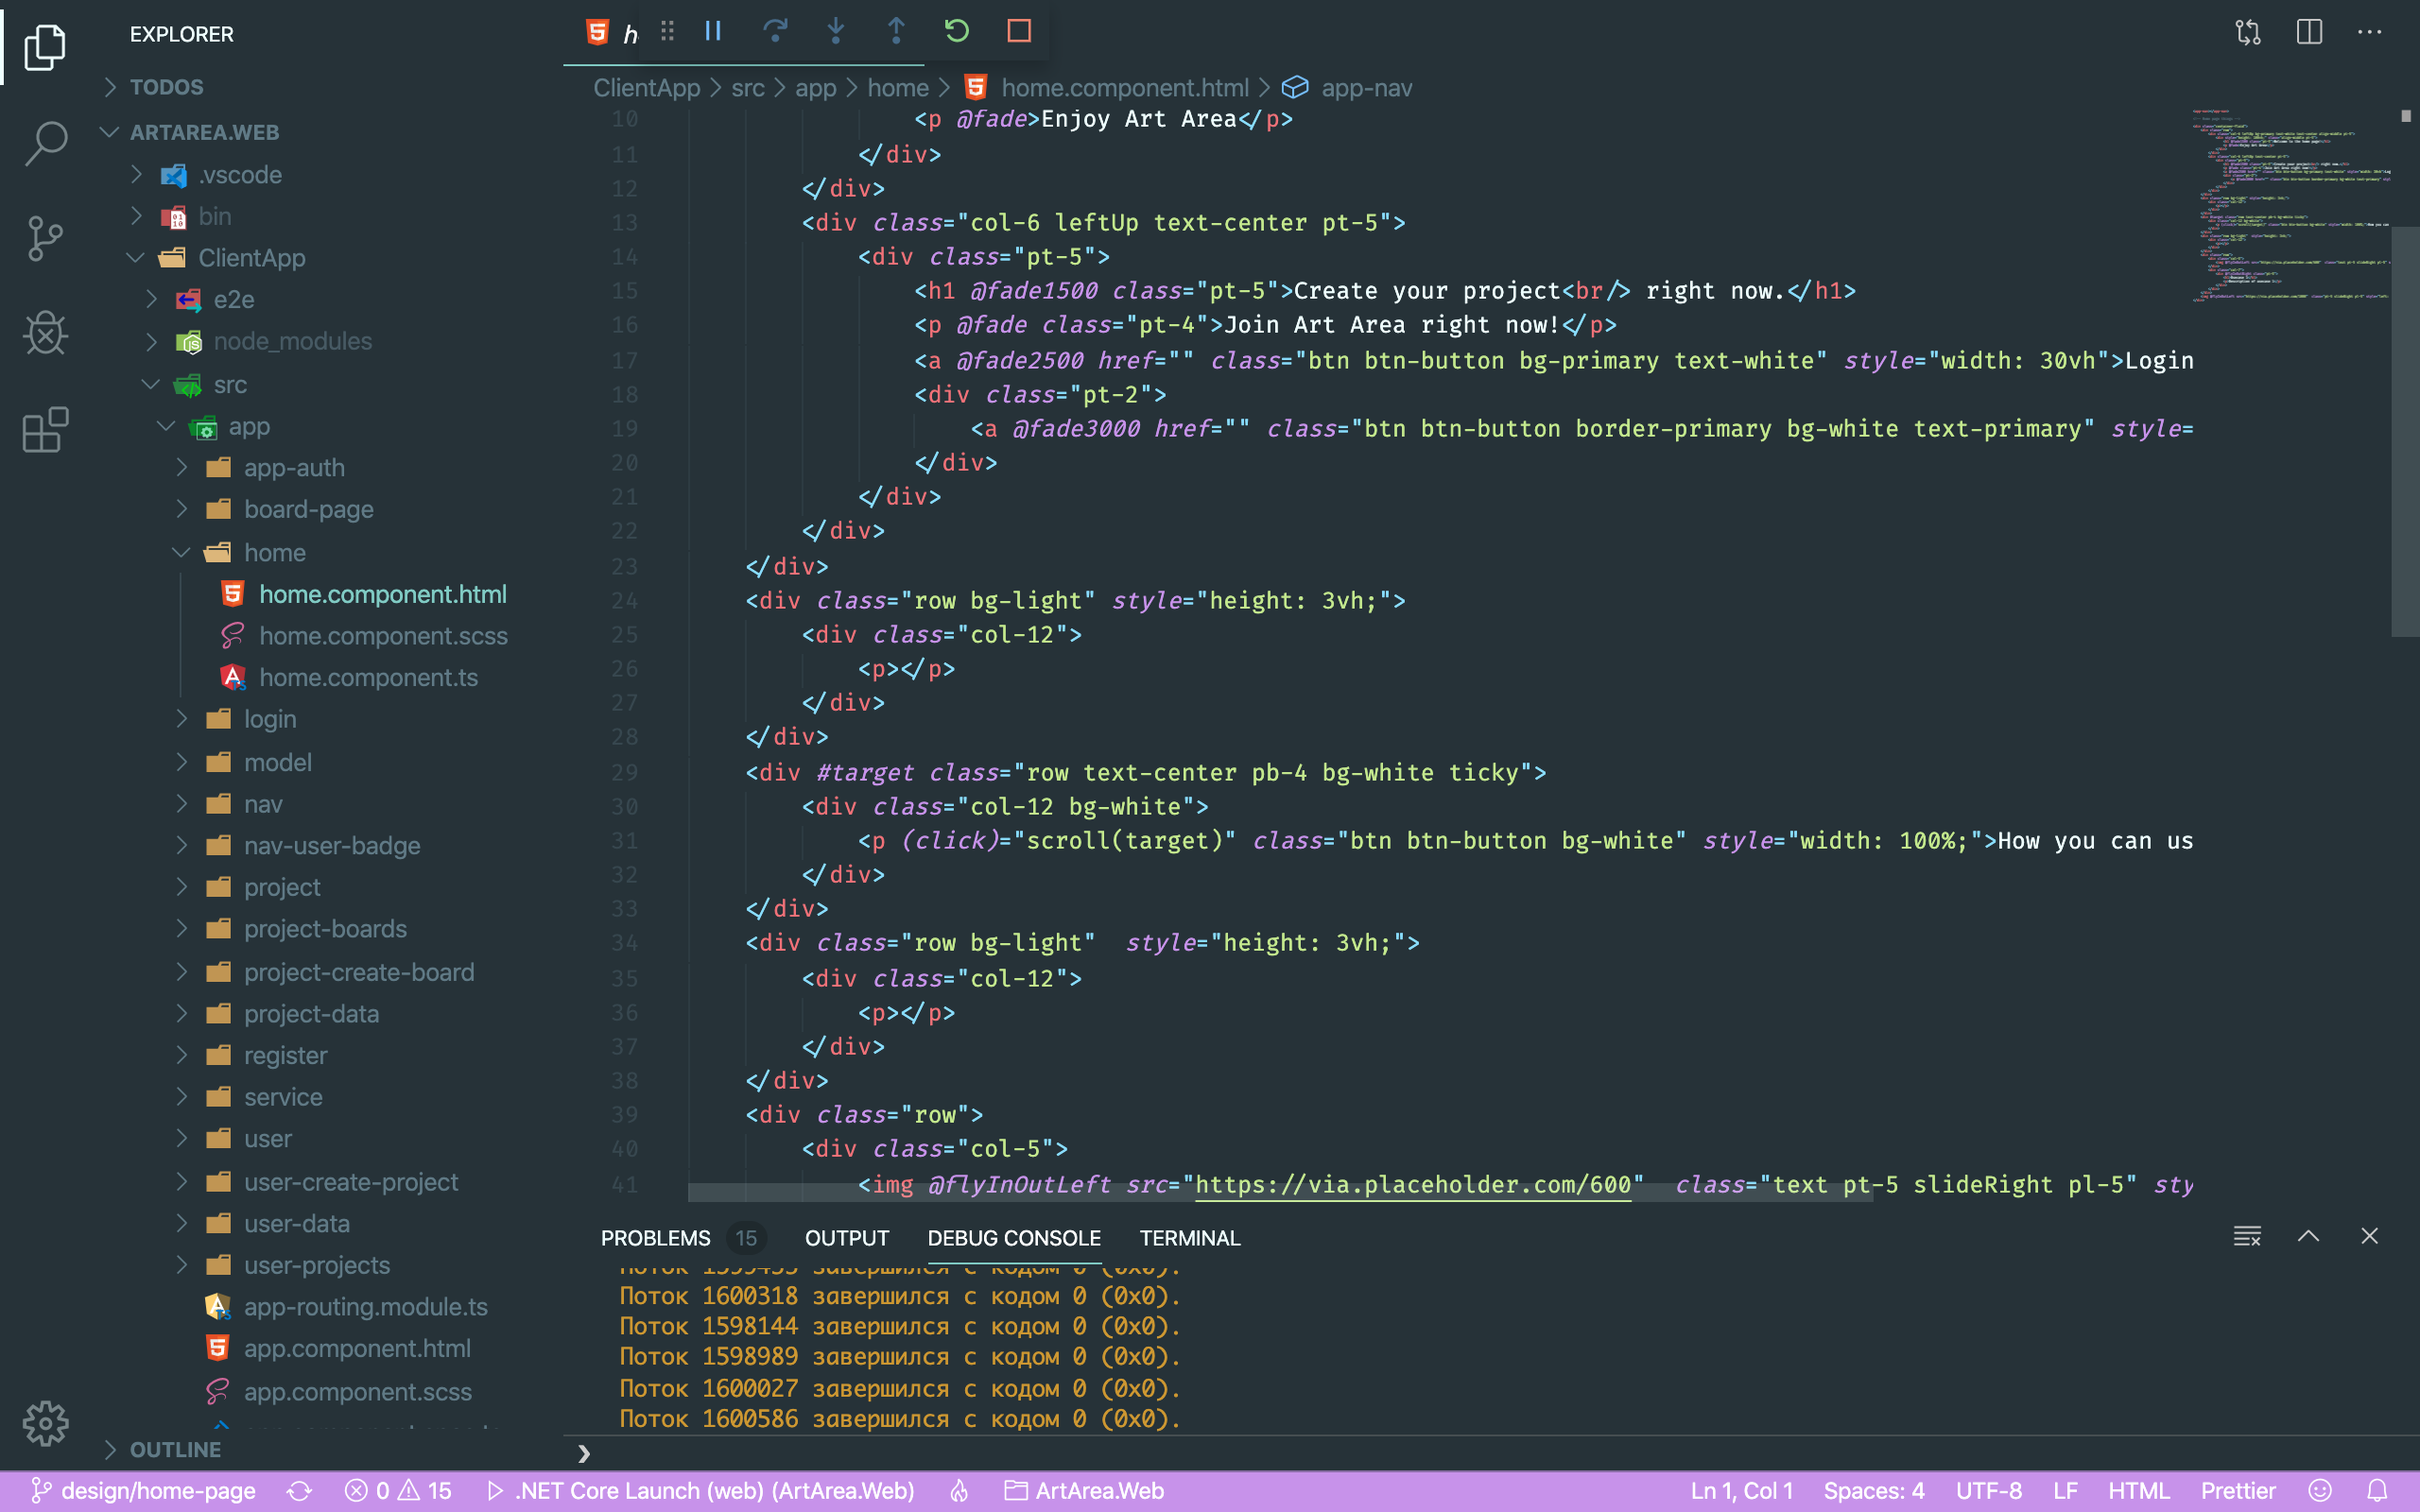 EXPLORER
TODOS
ARTAREA.WEB
.vscode
bin
ClientApp
e2e
node_modules
src
app
app-auth
board-page
home
home.component.html
home.component.scss
home.component.ts
login
model
nav
nav-user-badge
project
project-boards
project-create-board
project-data
register
service
user
user-create-project
user-data
user-projects
app-routing.module.ts
app.component.html
app.component.scss
OUTLINE
ClientApp > src > app > home > home.component.html > app-nav
10 <p @fade>Enjoy Art Area</p>
11 </div>
12 </div>
13 <div class="col-6 leftUp text-center pt-5">
14 <div class="pt-5">
15 <h1 @fade1500 class="pt-5">Create your project<br/> right now.</h1>
16 <p @fade class="pt-4">Join Art Area right now!</p>
17 <a @fade2500 href="" class="btn btn-button bg-primary text-white" style="width: 30vh">Login
18 <div class="pt-2">
19 <a @fade3000 href="" class="btn btn-button border-primary bg-white text-primary" style=
20 </div>
21 </div>
22 </div>
23 </div>
24 <div class="row bg-light" style="height: 3vh;">
25 <div class="col-12">
26 <p></p>
27 </div>
28 </div>
29 <div #target class="row text-center pb-4 bg-white ticky">
30 <div class="col-12 bg-white">
31 <p (click)="scroll(target)" class="btn btn-button bg-white" style="width: 100%;">How you can us
32 </div>
33 </div>
34 <div class="row bg-light"  style="height: 3vh;">
35 <div class="col-12">
36 <p></p>
37 </div>
38 </div>
39 <div class="row">
40 <div class="col-5">
41 <img @flyInOutLeft src="https://via.placeholder.com/600"  class="text pt-5 slideRight pl-5" sty
PROBLEMS 15 OUTPUT DEBUG CONSOLE TERMINAL
Поток 1599435 завершился с кодом 0 (0x0).
Поток 1600318 завершился с кодом 0 (0x0).
Поток 1598144 завершился с кодом 0 (0x0).
Поток 1598989 завершился с кодом 0 (0x0).
Поток 1600027 завершился с кодом 0 (0x0).
Поток 1600586 завершился с кодом 0 (0x0).
design/home-page 0 15 .NET Core Launch (web) (ArtArea.Web) ArtArea.Web Ln 1, Col 1 Spaces: 4 UTF-8 LF HTML Prettier